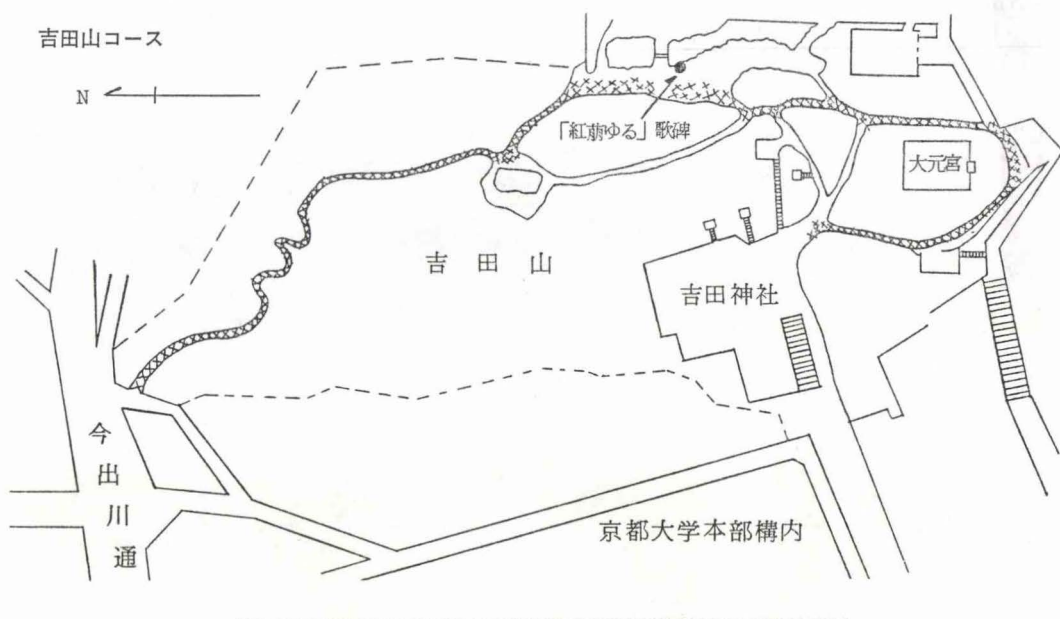 吉田山コース
N
「紅萠ゆる」歌碑
大元宮
吉田山
吉田神社
今出川通
京都大学本部構内